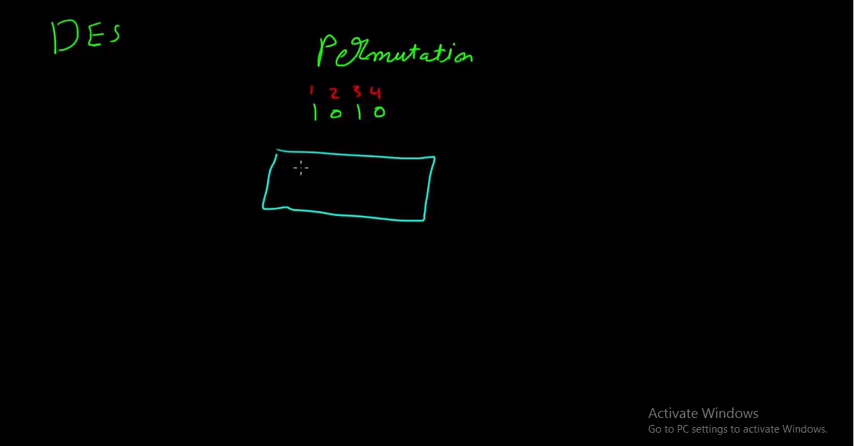 DES
Permutation
1 2 3 4
1 0 1 0
Activate Windows
Go to PC settings to activate Windows.